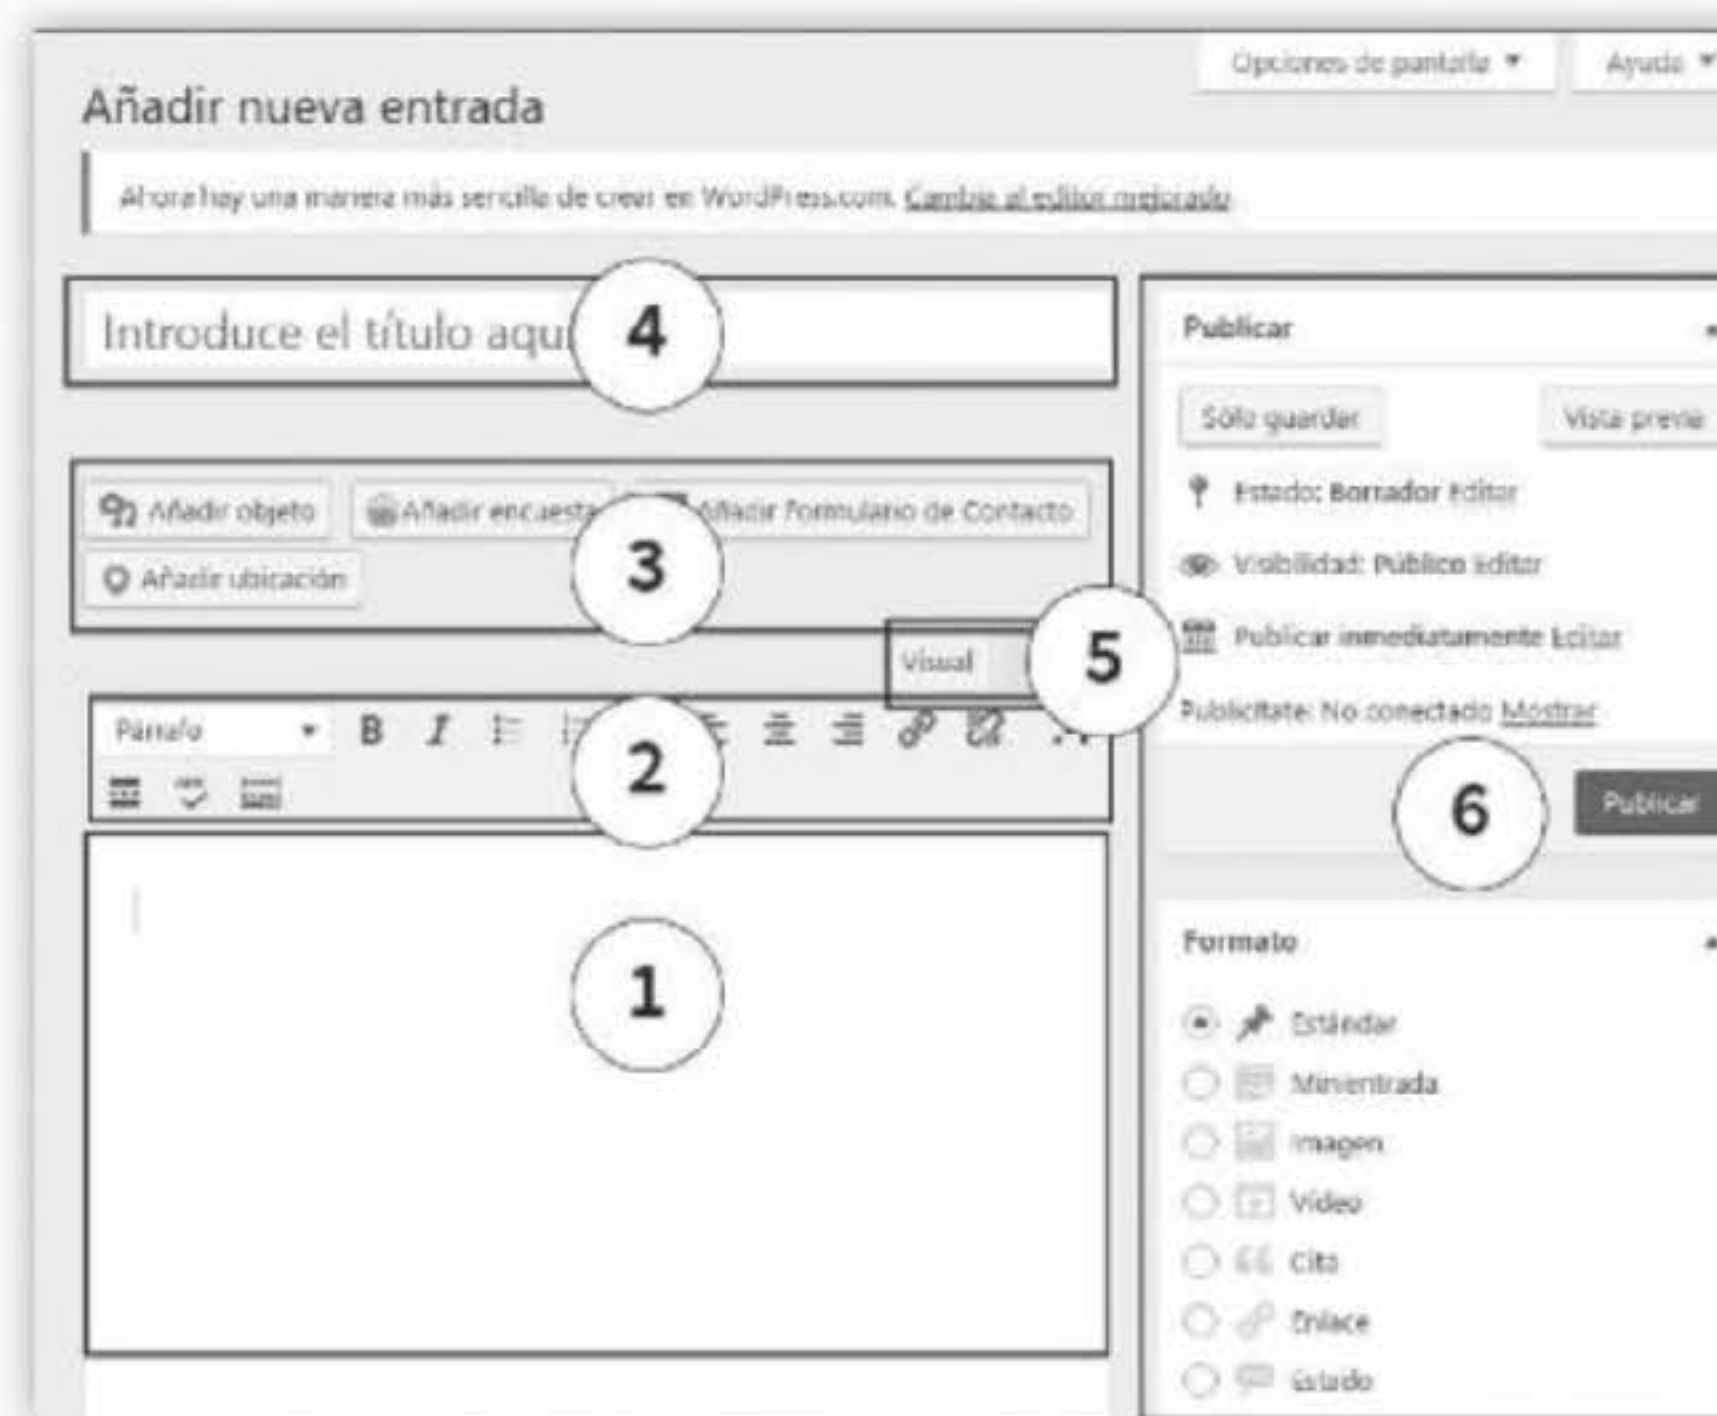 Opciones de pantalla
Ayuda
Añadir nueva entrada
Ahora hay una manera más sencilla de crear en WordPress.com. Cambia al editor mejorado
Introduce el título aqu
4
Añadir objeto
Añadir encuesta
Añadir Formulario de Contacto
3
Añadir ubicación
Visual
5
Párrafo
B I
2
1
Publicar
Sólo guardar
Vista previa
Estado: Borrador Editar
Visibilidad: Público Editar
Publicar inmediatamente Editar
Publicítate: No conectado Mostrar
6
Publicar
Formato
Estándar
Minientrada
Imagen
Vídeo
Cita
Enlace
Estado